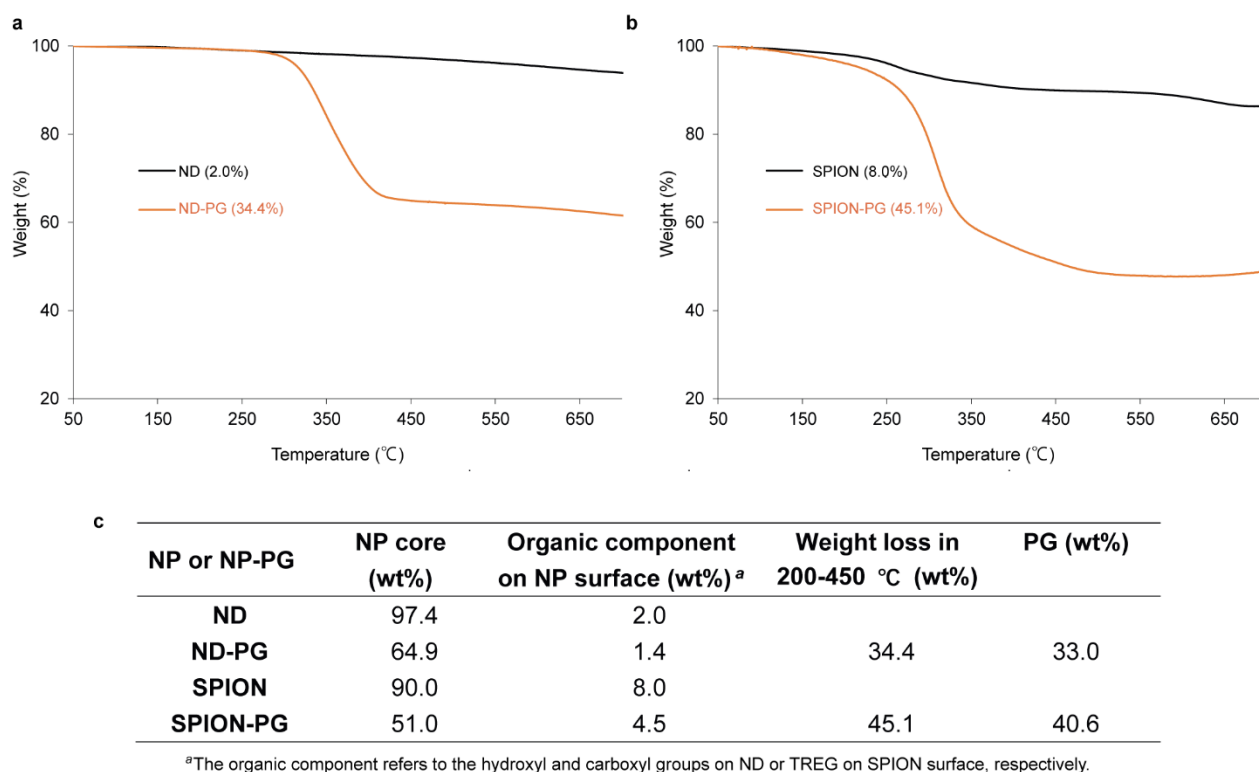 a
100
80
60
40
20
Weight (%)
ND (2.0%)
ND-PG (34.4%)
50 150 250 350 450 550 650
Temperature (℃)
b
100
80
60
40
20
Weight (%)
SPION (8.0%)
SPION-PG (45.1%)
50 150 250 350 450 550 650
Temperature (℃)
c
NP or NP-PG NP core (wt%) Organic component on NP surface (wt%) a Weight loss in 200-450 ℃ (wt%) PG (wt%)
ND 97.4 2.0
ND-PG 64.9 1.4 34.4 33.0
SPION 90.0 8.0
SPION-PG 51.0 4.5 45.1 40.6
aThe organic component refers to the hydroxyl and carboxyl groups on ND or TREG on SPION surface, respectively.